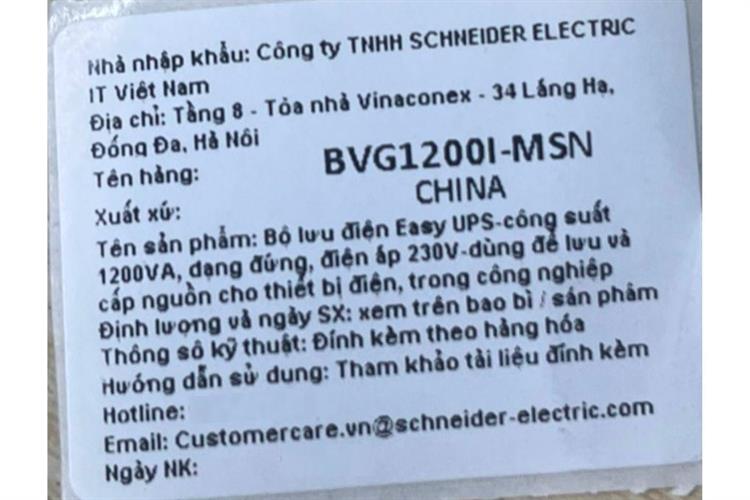 Nhà nhập khẩu: Công ty TNHH SCHNEIDER ELECTRIC
IT Việt Nam
Địa chỉ: Tầng 8 - Tòa nhà Vinaconex - 34 Láng Hạ,
Đống Đa, Hà Nôi
Tên hàng: BVG1200I-MSN
Xuất xứ: CHINA
Tên sản phẩm: Bộ lưu điện Easy UPS-công suất
1200VA, dạng đứng, điện áp 230V-dùng để lưu và
cấp nguồn cho thiết bị điện, trong công nghiệp
Định lượng và ngày SX: xem trên bao bì / sản phâm
Thông số kỹ thuật: Đính kèm theo hàng hóa
Hướng dẫn sử dụng: Tham khảo tài liệu đính kèm
Hotline:
Email: Customercare.vn@schneider-electric.com
Ngày NK: